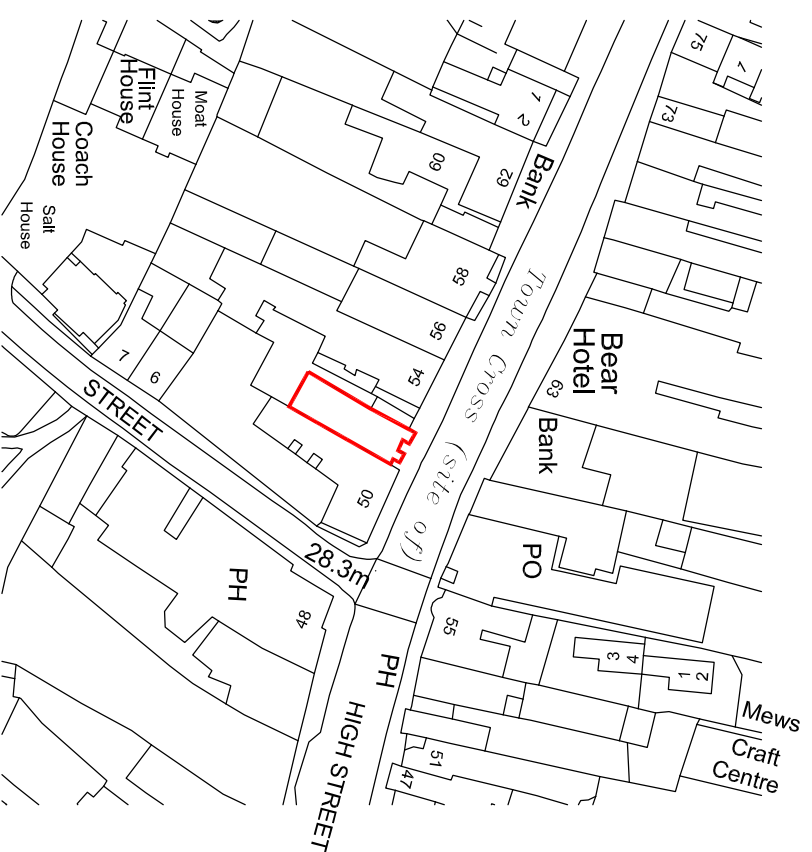 75
1
73
Flint
House
Moat
House
Coach
House
Salt
House
1
2
60
62
Bank
58
56
54
Town Cross (site of)
Bear
Hotel
63
Bank
7
6
STREET
50
28.3m
PO
PH
48
55
PH
3
4
1
2
Mews
Craft
Centre
HIGH STREET
51
47